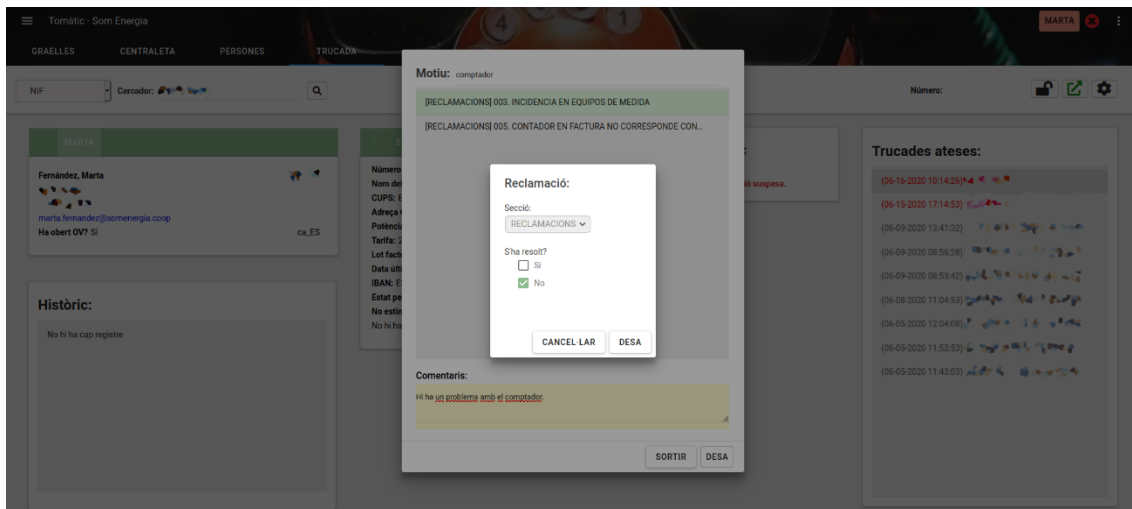 Tomàtic - Som Energia
MARTA
GRAELLES CENTRALETA PERSONES TRUCADA
NIF
Cercador:
Número:
MARTA
Fernández, Marta
marta.fernandez@somenergia.coop
Ha obert OV? Sí
ca_ES
Històric:
No hi ha cap registre
Número
Nom del
CUPS: E
Adreça
Potència
Tarifa: 2
Lot fact
Data últi
IBAN: E
Estat pe
No estin
No hi ha
Motiu: comptador
[RECLAMACIONS] 003. INCIDENCIA EN EQUIPOS DE MEDIDA
[RECLAMACIONS] 005. CONTADOR EN FACTURA NO CORRESPONDE CON...
Reclamació:
Secció:
RECLAMACIONS
S'ha resolt?
Sí
No
CANCEL·LAR DESA
Comentaris:
Hi ha un problema amb el comptador.
SORTIR DESA
ió suspesa.
Trucades ateses:
(06-16-2020 10:14:26)
(06-15-2020 17:14:53)
(06-09-2020 13:41:32)
(06-09-2020 08:56:28)
(06-09-2020 08:53:42)
(06-08-2020 11:04:53)
(06-05-2020 12:04:08)
(06-05-2020 11:52:53)
(06-05-2020 11:43:03)